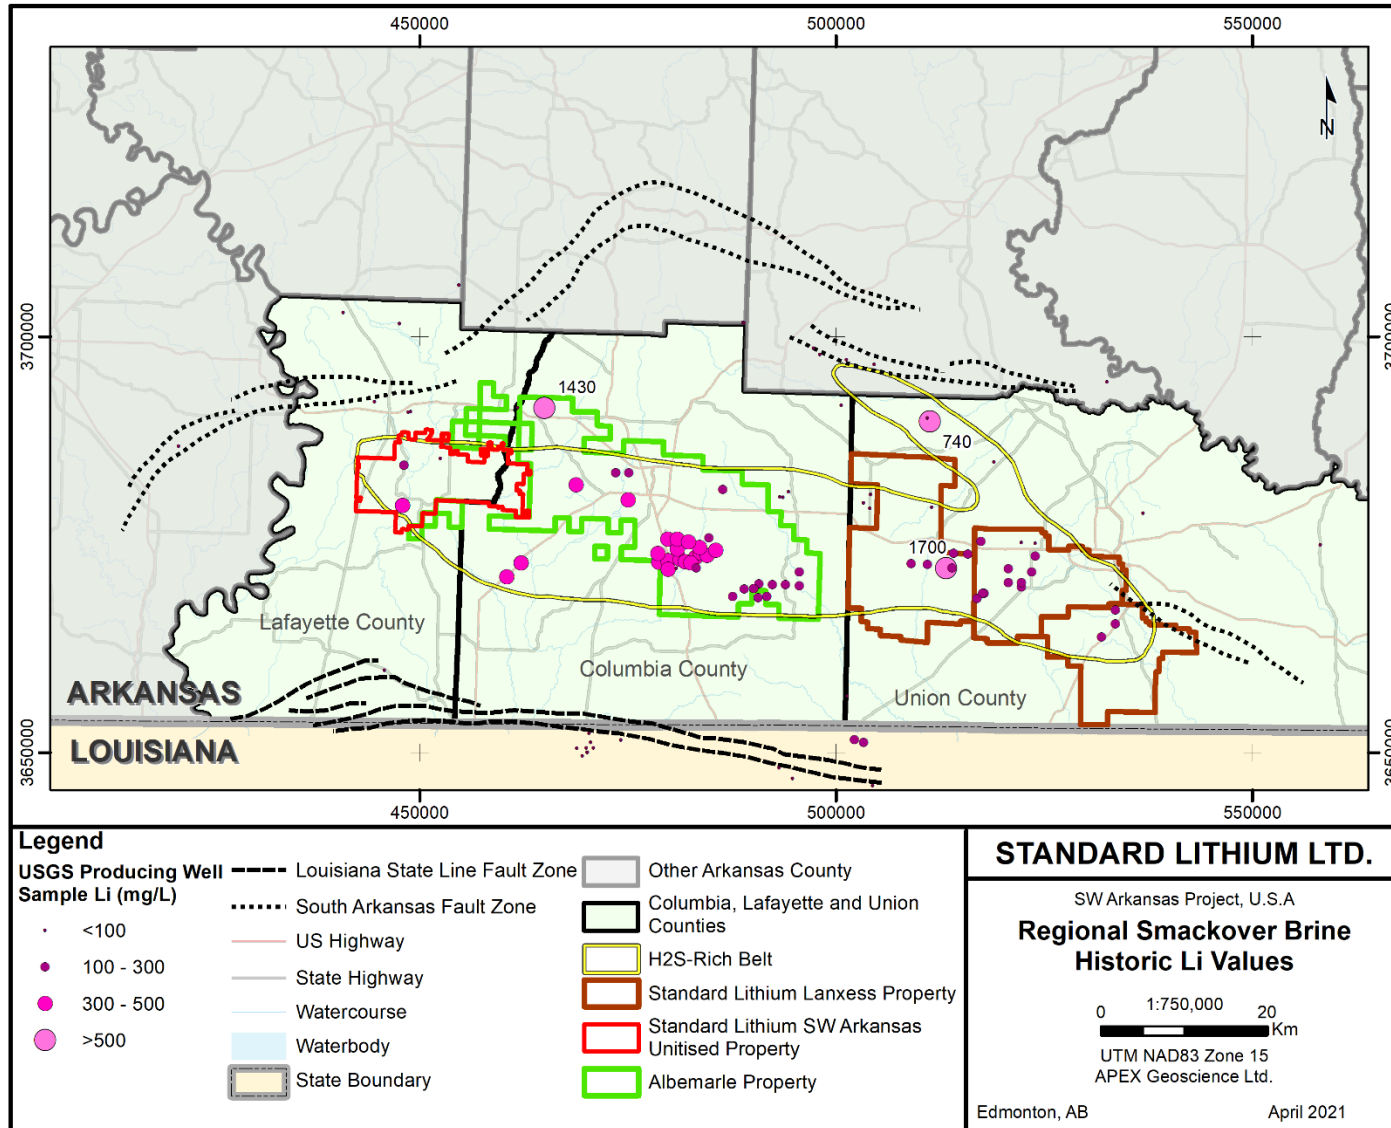 450000
500000
550000
N
3700000
3700000
1430
740
1700
Lafayette County
Columbia County
Union County
ARKANSAS
LOUISIANA
3650000
3650000
450000
500000
550000
Legend
USGS Producing Well
Sample Li (mg/L)
<100
100 - 300
300 - 500
>500
Louisiana State Line Fault Zone
South Arkansas Fault Zone
US Highway
State Highway
Watercourse
Waterbody
State Boundary
Other Arkansas County
Columbia, Lafayette and Union
Counties
H2S-Rich Belt
Standard Lithium Lanxess Property
Standard Lithium SW Arkansas
Unitised Property
Albemarle Property
STANDARD LITHIUM LTD.
SW Arkansas Project, U.S.A
Regional Smackover Brine
Historic Li Values
1:750,000
0 20
Km
UTM NAD83 Zone 15
APEX Geoscience Ltd.
Edmonton, AB April 2021